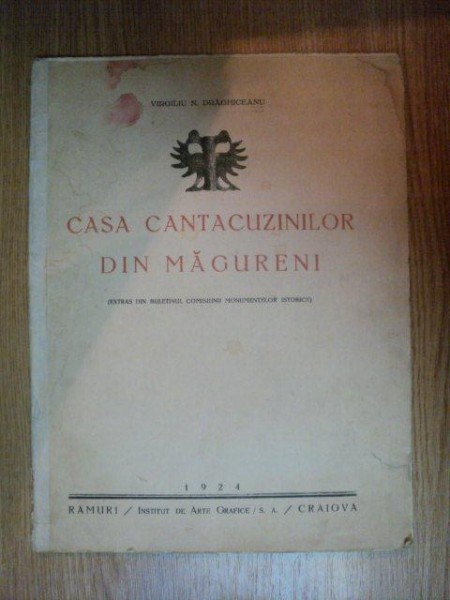 VIRGILIU N. DRĂGHICEANU
CASA CANTACUZINILOR
DIN MĂGURENI
(EXTRAS DIN BULETINUL COMISIUNII MONUMENTELOR ISTORICE)
1924
RAMURI / INSTITUT DE ARTE GRAFICE / S. A. / CRAIOVA